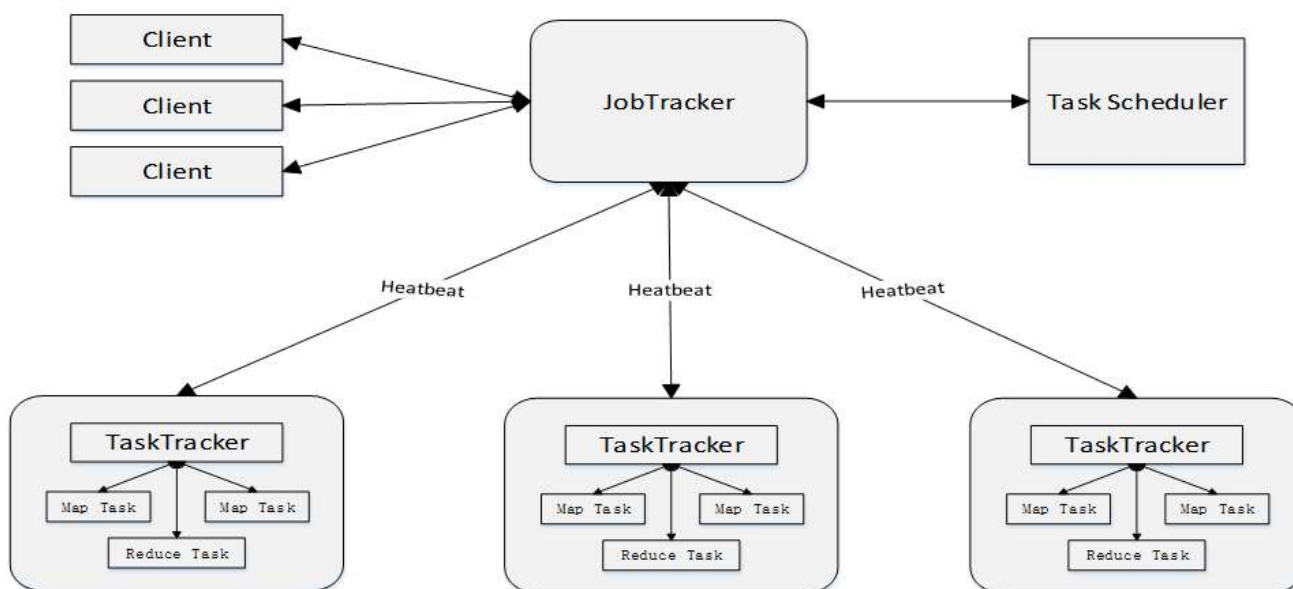 Client
Client
Client
JobTracker
Task Scheduler
Heatbeat
Heatbeat
Heatbeat
TaskTracker
Map Task
Map Task
Reduce Task
TaskTracker
Map Task
Map Task
Reduce Task
TaskTracker
Map Task
Map Task
Reduce Task